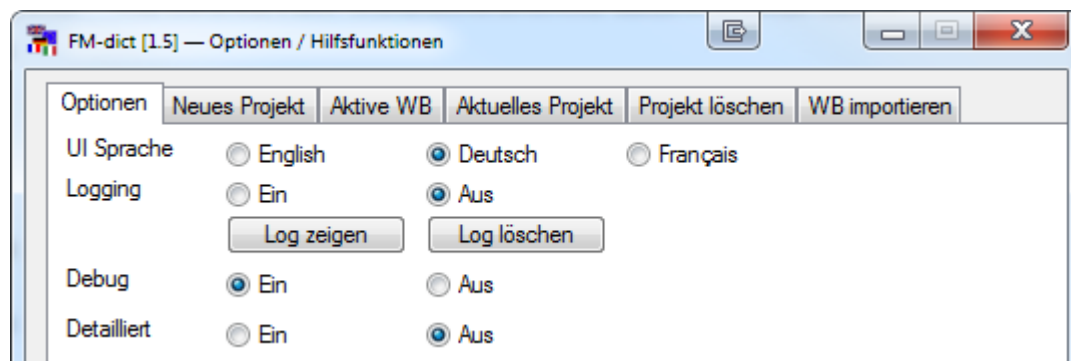 FM-dict [1.5] — Optionen / Hilfsfunktionen
Optionen Neues Projekt Aktive WB Aktuelles Projekt Projekt löschen WB importieren
UI Sprache English Deutsch Français
Logging Ein Aus
Log zeigen Log löschen
Debug Ein Aus
Detailliert Ein Aus